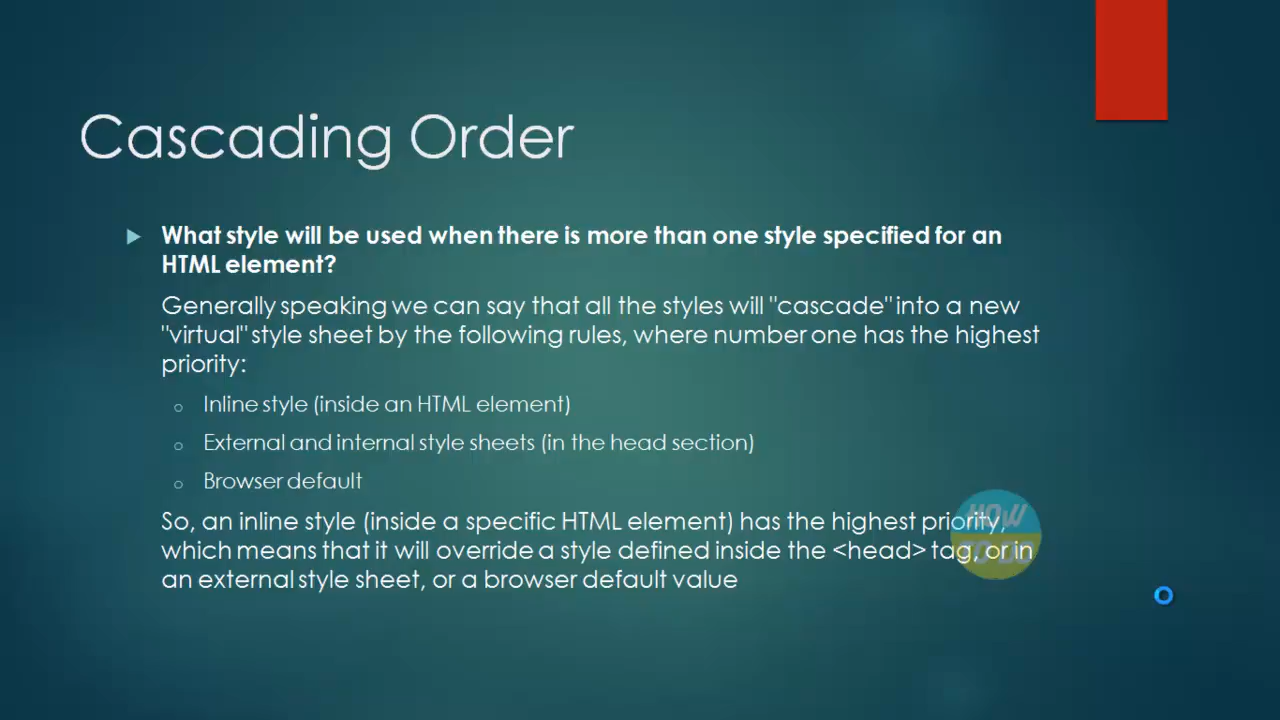 Cascading Order
What style will be used when there is more than one style specified for an
HTML element?
Generally speaking we can say that all the styles will "cascade" into a new
"virtual" style sheet by the following rules, where number one has the highest
priority:
Inline style (inside an HTML element)
External and internal style sheets (in the head section)
Browser default
So, an inline style (inside a specific HTML element) has the highest priority,
which means that it will override a style defined inside the <head> tag, or in
an external style sheet, or a browser default value
HOW
TO DO